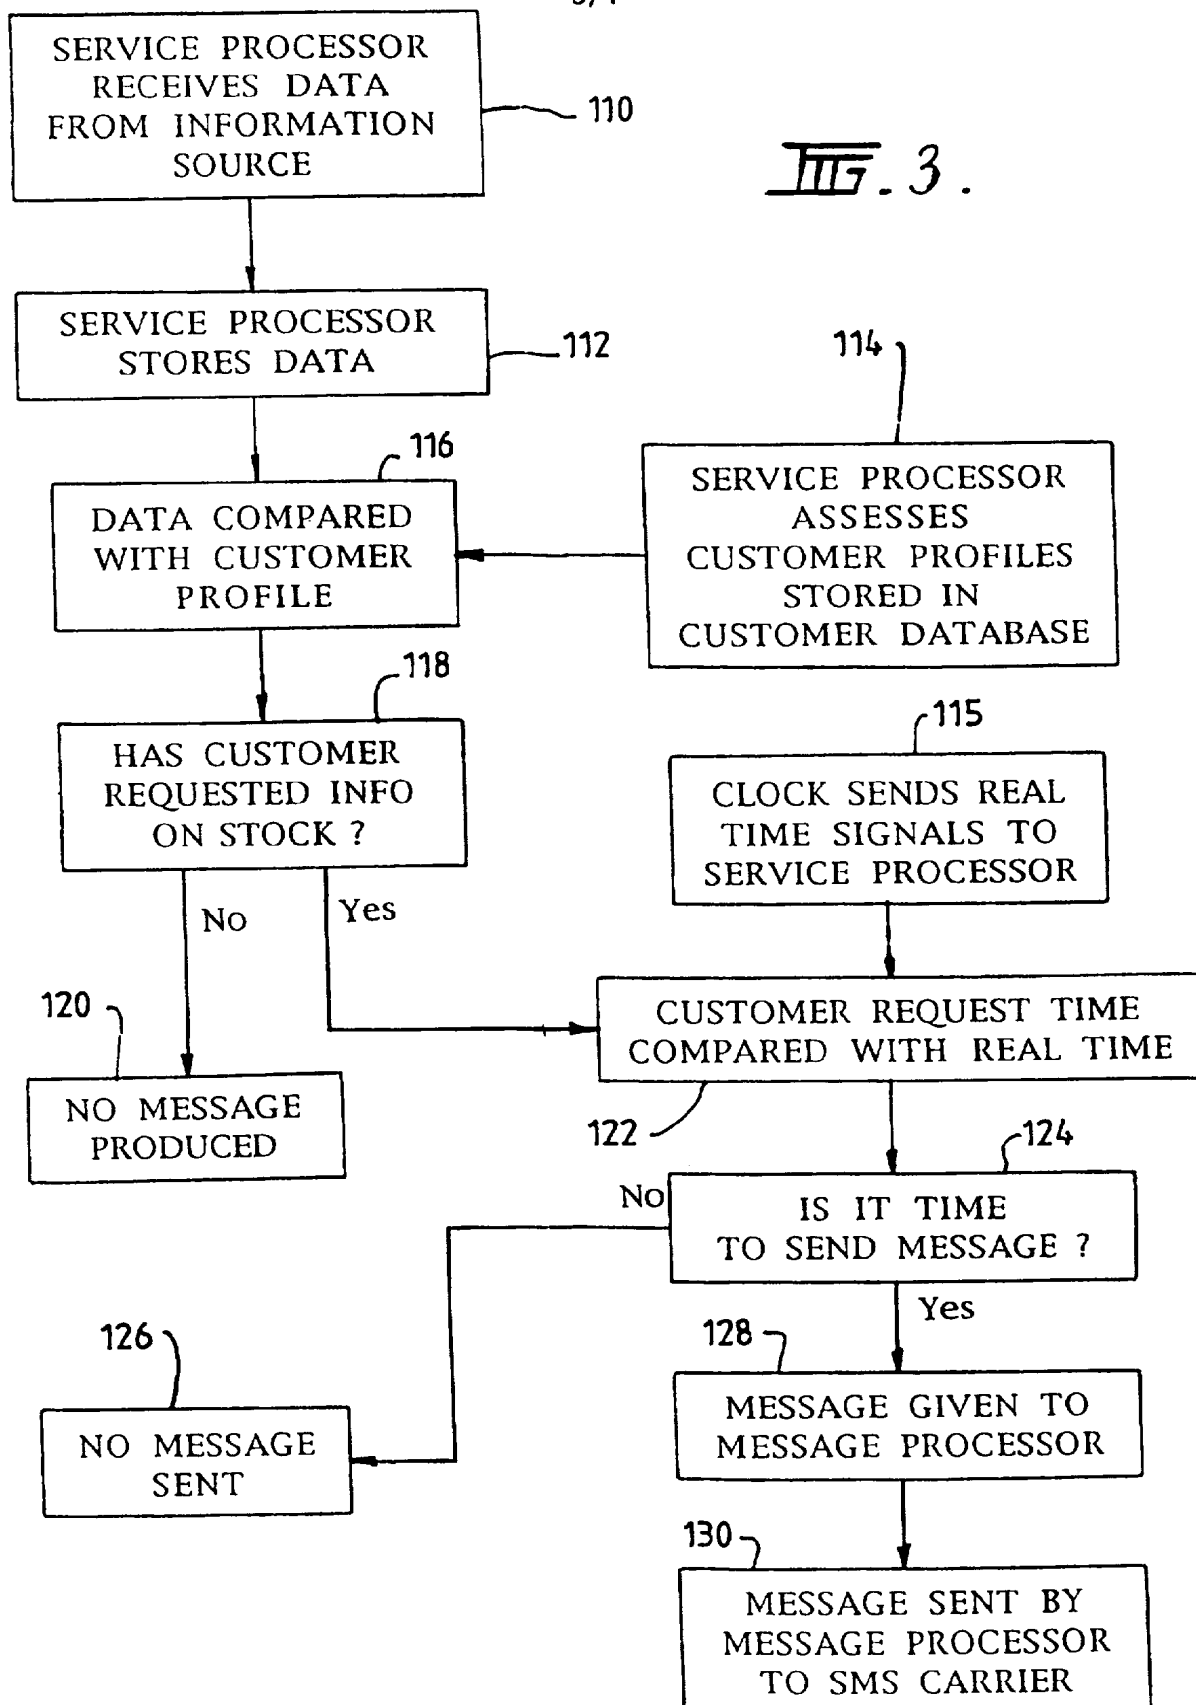 SERVICE PROCESSOR
RECEIVES DATA
FROM INFORMATION
SOURCE
110
FIG. 3.
SERVICE PROCESSOR
STORES DATA
112
114
116
DATA COMPARED
WITH CUSTOMER
PROFILE
SERVICE PROCESSOR
ASSESSES
CUSTOMER PROFILES
STORED IN
CUSTOMER DATABASE
118
HAS CUSTOMER
REQUESTED INFO
ON STOCK ?
115
CLOCK SENDS REAL
TIME SIGNALS TO
SERVICE PROCESSOR
No
Yes
120
NO MESSAGE
PRODUCED
CUSTOMER REQUEST TIME
COMPARED WITH REAL TIME
122
124
IS IT TIME
TO SEND MESSAGE ?
No
Yes
126
NO MESSAGE
SENT
128
MESSAGE GIVEN TO
MESSAGE PROCESSOR
130
MESSAGE SENT BY
MESSAGE PROCESSOR
TO SMS CARRIER